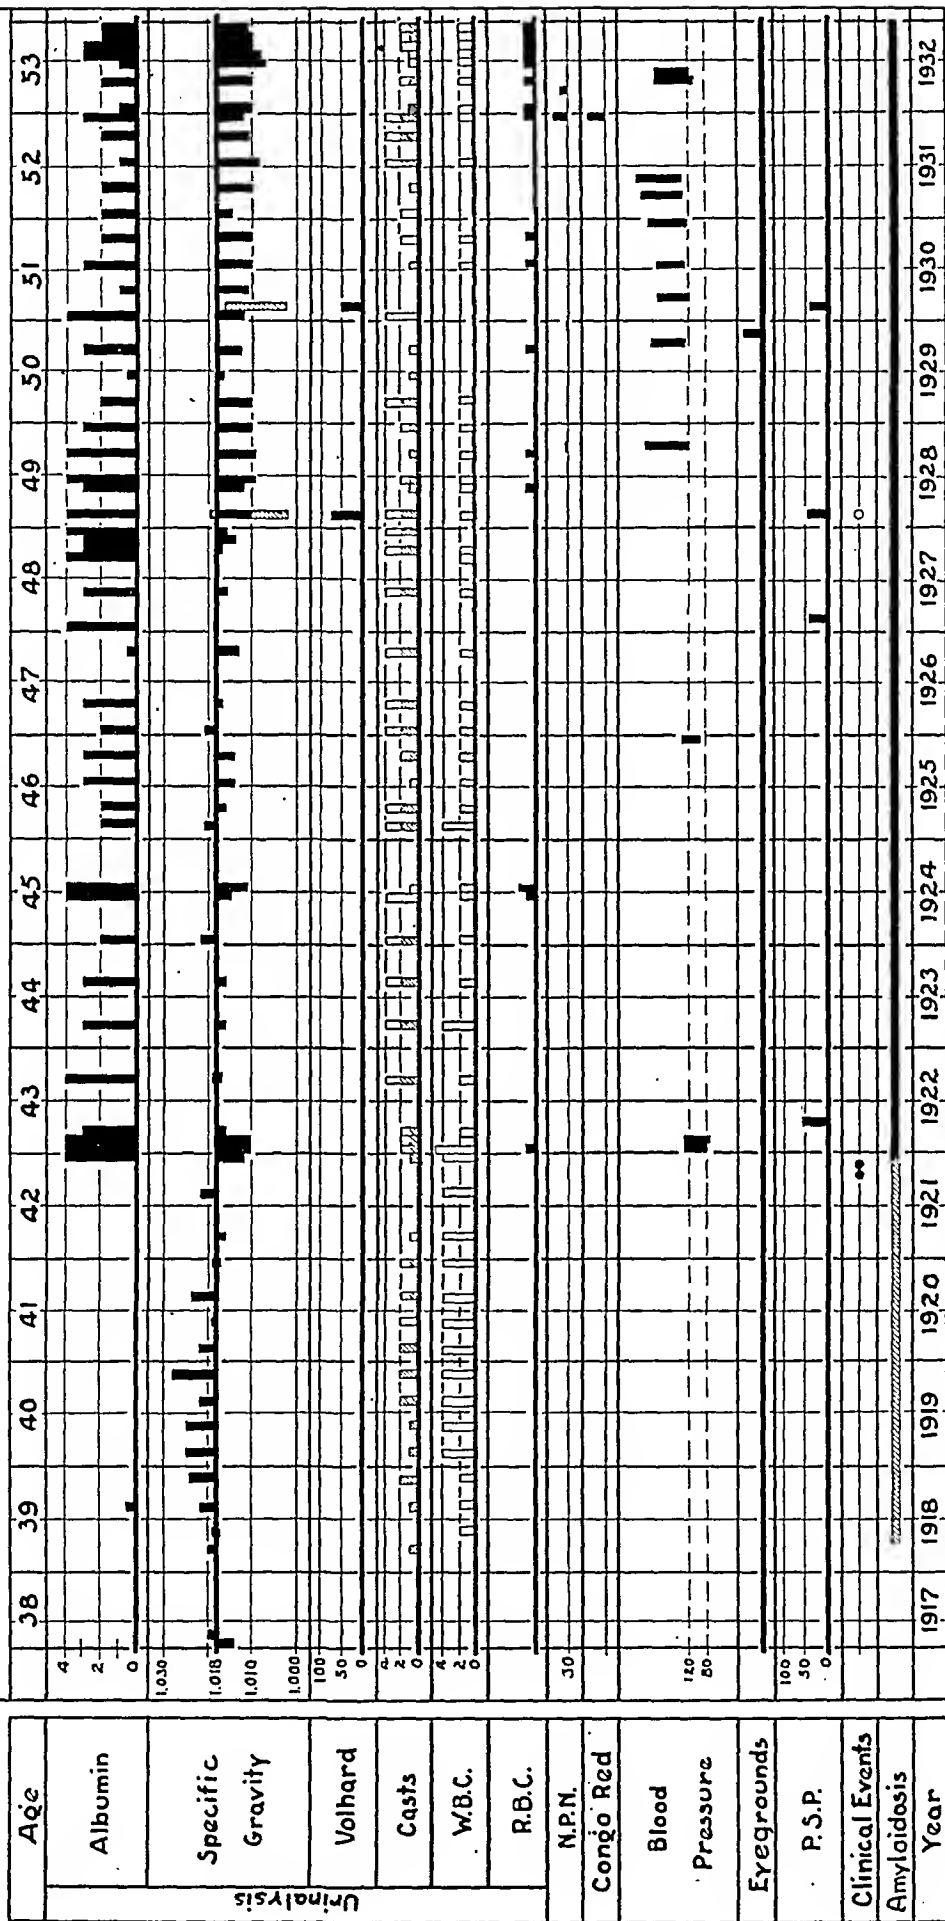 Age 38 39 40 41 42 43 44 45 46 47 48 49 50 51 52 53
Urinalysis
Albumin 4 2 0
Specific Gravity 1.030 1.018 1.010 1.000
Volhard 100 50 0
Casts 4 2 0
W.B.C. 4 2 0
R.B.C.
N.P.N. 30
Congo Red
Blood Pressure 120 80
Eyegrounds
P.S.P. 100 50 0
Clinical Events
Amyloidosis
Year 1917 1918 1919 1920 1921 1922 1923 1924 1925 1926 1927 1928 1929 1930 1931 1932